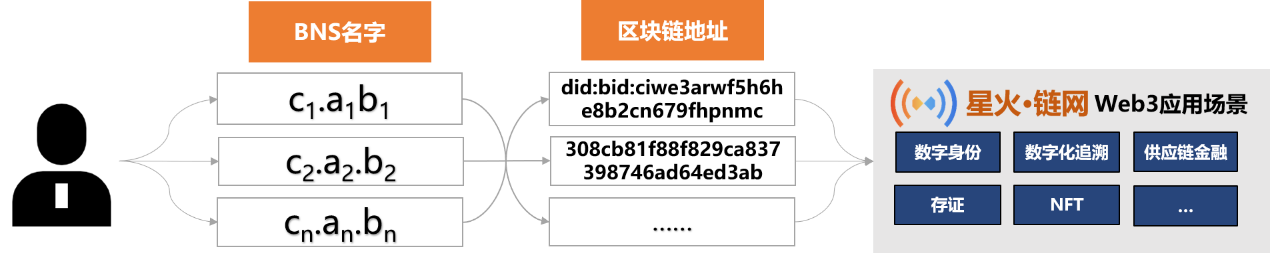 BNS名字
区块链地址
c1.a1b1
c2.a2.b2
cn.an.bn
did:bid:ciwe3arwf5h6h
e8b2cn679fhpnmc
308cb81f88f829ca837
398746ad64ed3ab
......
星火·链网 Web3应用场景
数字身份 数字化追溯 供应链金融
存证 NFT ...